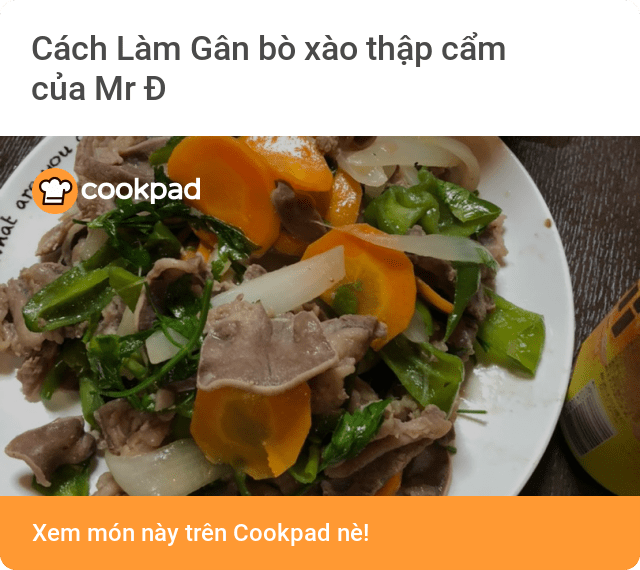 Cách Làm Gân bò xào thập cẩm
của Mr Đ
cookpad
Xem món này trên Cookpad nè!